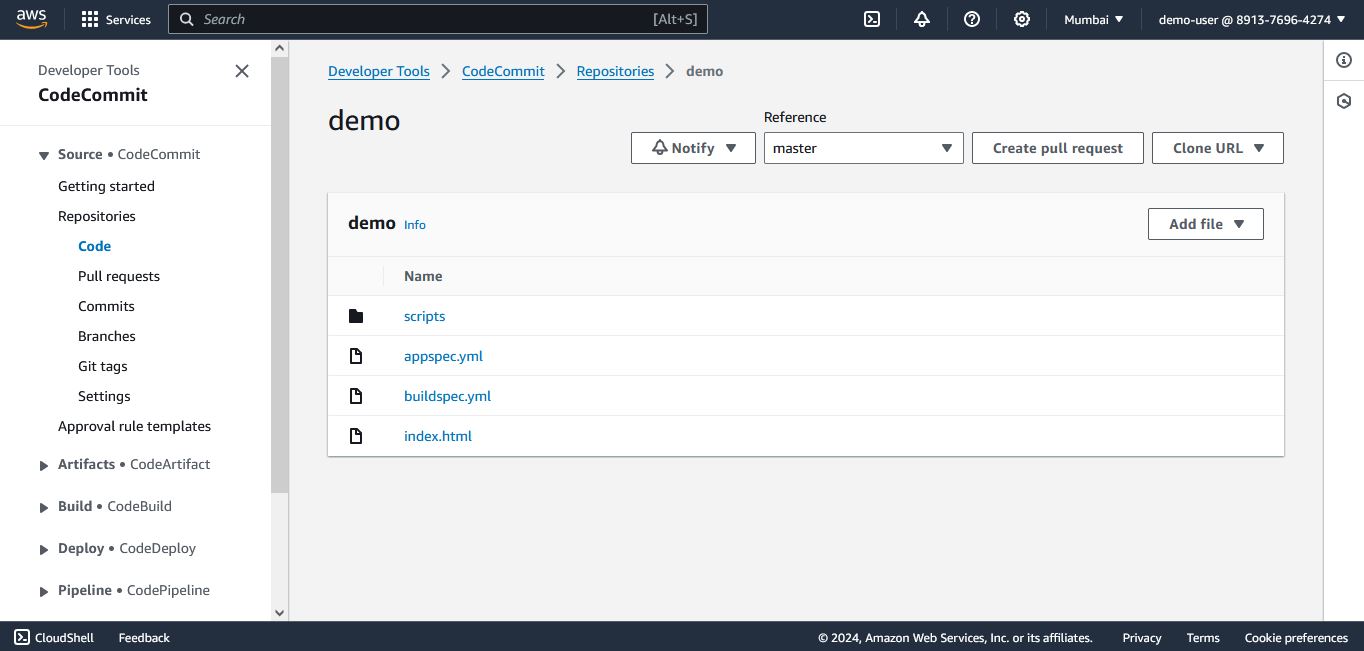 aws
Services
Search
[Alt+S]
Mumbai
demo-user @ 8913-7696-4274
Developer Tools
CodeCommit
Source • CodeCommit
Getting started
Repositories
Code
Pull requests
Commits
Branches
Git tags
Settings
Approval rule templates
Artifacts • CodeArtifact
Build • CodeBuild
Deploy • CodeDeploy
Pipeline • CodePipeline
Developer Tools
CodeCommit
Repositories
demo
demo
Reference
Notify
master
Create pull request
Clone URL
demo Info
Add file
Name
scripts
appspec.yml
buildspec.yml
index.html
CloudShell
Feedback
© 2024, Amazon Web Services, Inc. or its affiliates.
Privacy
Terms
Cookie preferences